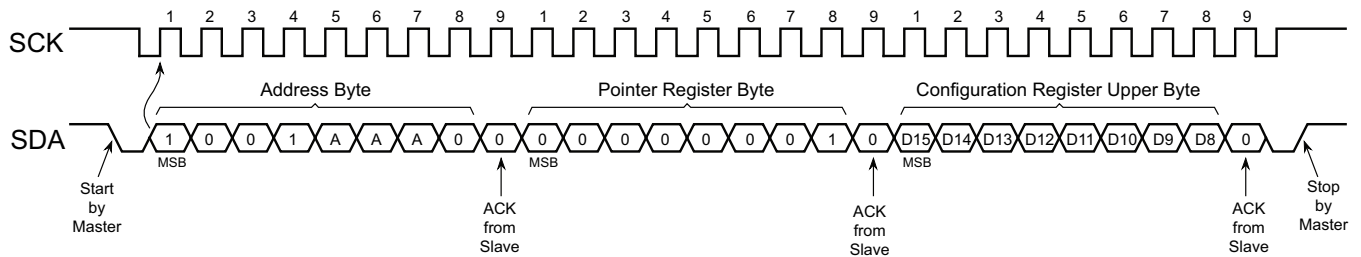 1 2 3 4 5 6 7 8 9 1 2 3 4 5 6 7 8 9 1 2 3 4 5 6 7 8 9
SCK
Address Byte Pointer Register Byte Configuration Register Upper Byte
SDA 1 0 0 1 A A A 0 0 0 0 0 0 0 0 0 1 0 D15 D14 D13 D12 D11 D10 D9 D8 0
MSB MSB MSB
Start
by
Master
ACK
from
Slave
ACK
from
Slave
ACK
from
Slave
Stop
by
Master